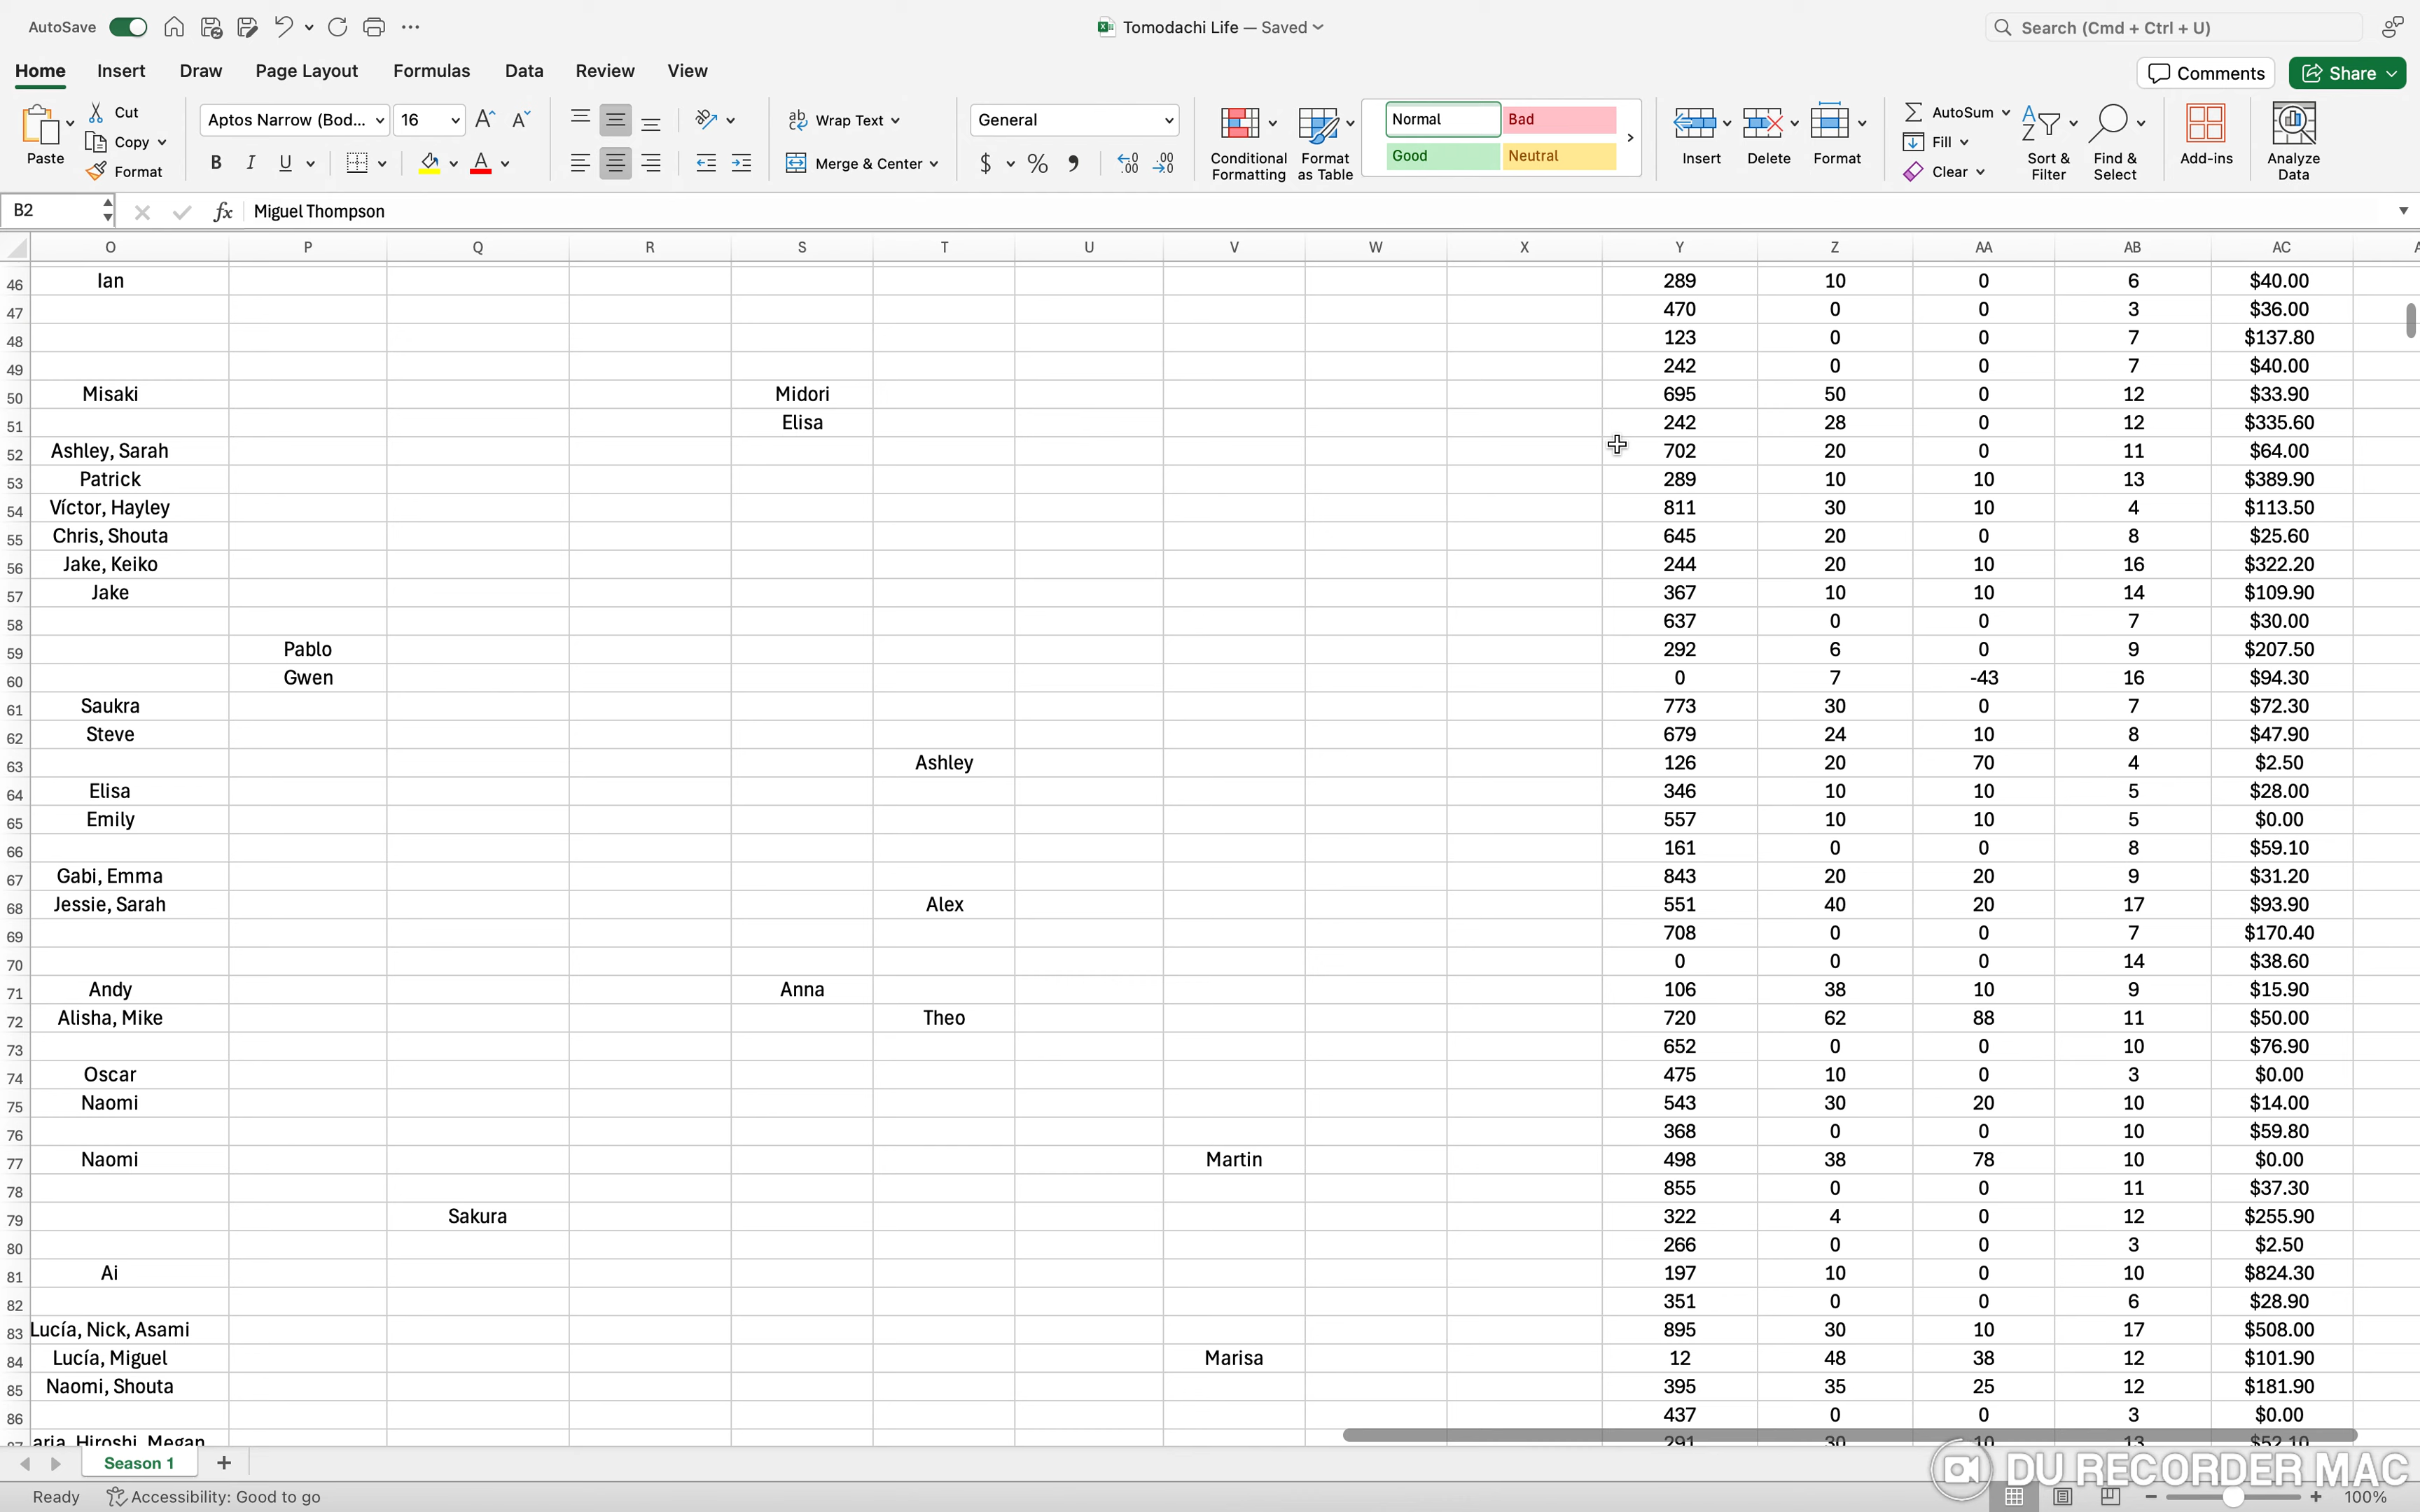 AutoSave
Tomodachi Life — Saved
Search (Cmd + Ctrl + U)
Home Insert Draw Page Layout Formulas Data Review View
Comments Share
Paste Cut Copy Format
Aptos Narrow (Bod... 16
B I U
Wrap Text
Merge & Center
General
$ %
Conditional Formatting
Format as Table
Normal Bad
Good Neutral
Insert Delete Format
AutoSum
Fill
Clear
Sort & Filter
Find & Select
Add-ins
Analyze Data
B2 fx Miguel Thompson
O P Q R S T U V W X Y Z AA AB AC
46 Ian 289 10 0 6 $40.00
47 470 0 0 3 $36.00
48 123 0 0 7 $137.80
49 242 0 0 7 $40.00
50 Misaki Midori 695 50 0 12 $33.90
51 Elisa 242 28 0 12 $335.60
52 Ashley, Sarah 702 20 0 11 $64.00
53 Patrick 289 10 10 13 $389.90
54 Víctor, Hayley 811 30 10 4 $113.50
55 Chris, Shouta 645 20 0 8 $25.60
56 Jake, Keiko 244 20 10 16 $322.20
57 Jake 367 10 10 14 $109.90
58 637 0 0 7 $30.00
59 Pablo 292 6 0 9 $207.50
60 Gwen 0 7 -43 16 $94.30
61 Saukra 773 30 0 7 $72.30
62 Steve 679 24 10 8 $47.90
63 Ashley 126 20 70 4 $2.50
64 Elisa 346 10 10 5 $28.00
65 Emily 557 10 10 5 $0.00
66 161 0 0 8 $59.10
67 Gabi, Emma 843 20 20 9 $31.20
68 Jessie, Sarah Alex 551 40 20 17 $93.90
69 708 0 0 7 $170.40
70 0 0 0 14 $38.60
71 Andy Anna 106 38 10 9 $15.90
72 Alisha, Mike Theo 720 62 88 11 $50.00
73 652 0 0 10 $76.90
74 Oscar 475 10 0 3 $0.00
75 Naomi 543 30 20 10 $14.00
76 368 0 0 10 $59.80
77 Naomi Martin 498 38 78 10 $0.00
78 855 0 0 11 $37.30
79 Sakura 322 4 0 12 $255.90
80 266 0 0 3 $2.50
81 Ai 197 10 0 10 $824.30
82 351 0 0 6 $28.90
83 Lucía, Nick, Asami 895 30 10 17 $508.00
84 Lucía, Miguel Marisa 12 48 38 12 $101.90
85 Naomi, Shouta 395 35 25 12 $181.90
86 437 0 0 3 $0.00
87 aria, Hiroshi, Megan 291 30 10 13 $52.10
Season 1
DU RECORDER MAC
Ready Accessibility: Good to go 100%